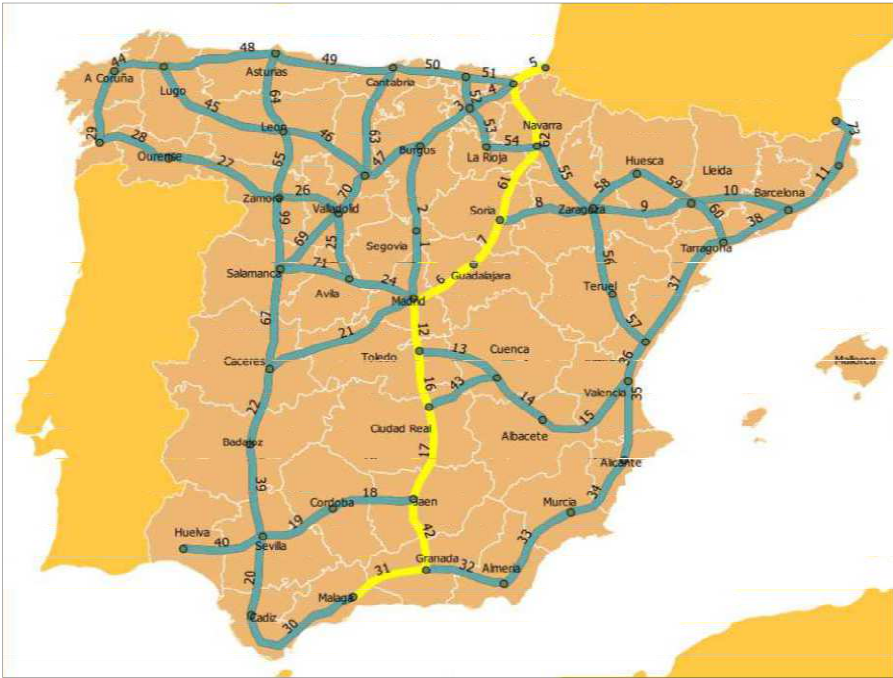 44
48
49
50
51
5
A Coruña
Lugo
Asturias
Cantabria
4
52
3
73
45
64
63
29
28
Leon
46
53
54
Navarra
62
Ourense
27
65
47
Burgos
La Rioja
55
Huesca
Lleida
11
26
70
61
58
59
10
Barcelona
Zamora
Valladolid
2
Soria
8
Zaragoza
9
60
38
66
69
25
Segovia
1
7
Tarragona
56
Salamanca
71
Avila
24
Madrid
6
Guadalajara
Teruel
37
67
21
12
57
Caceres
Toledo
13
Cuenca
36
Mallorca
22
16
43
14
Valencia
35
Ciudad Real
Albacete
15
Badajoz
17
Alicante
39
Cordoba
18
Jaen
Murcia
34
Huelva
19
42
33
40
Sevilla
Granada
32
Almeria
20
31
Malaga
Cadiz
30